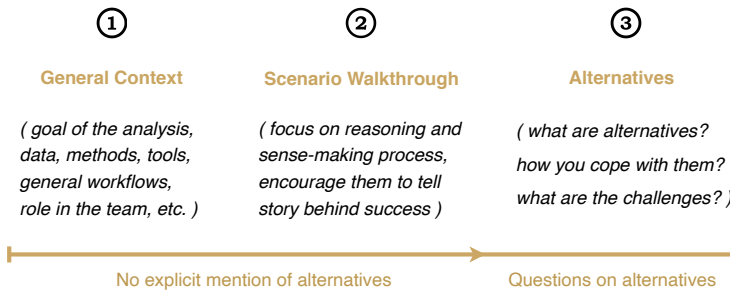 1
General Context
( goal of the analysis,
data, methods, tools,
general workflows,
role in the team, etc. )
2
Scenario Walkthrough
( focus on reasoning and
sense-making process,
encourage them to tell
story behind success )
3
Alternatives
( what are alternatives?
how you cope with them?
what are the challenges? )
No explicit mention of alternatives
Questions on alternatives